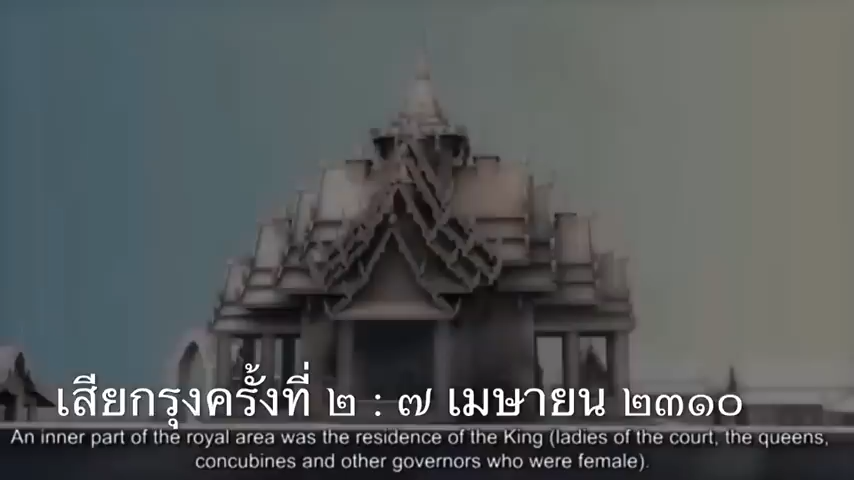 เสียกรุงครั้งที่ ๒ : ๗ เมษายน ๒๓๑๐
An inner part of the royal area was the residence of the King (ladies of the court, the queens,
concubines and other governors who were female).